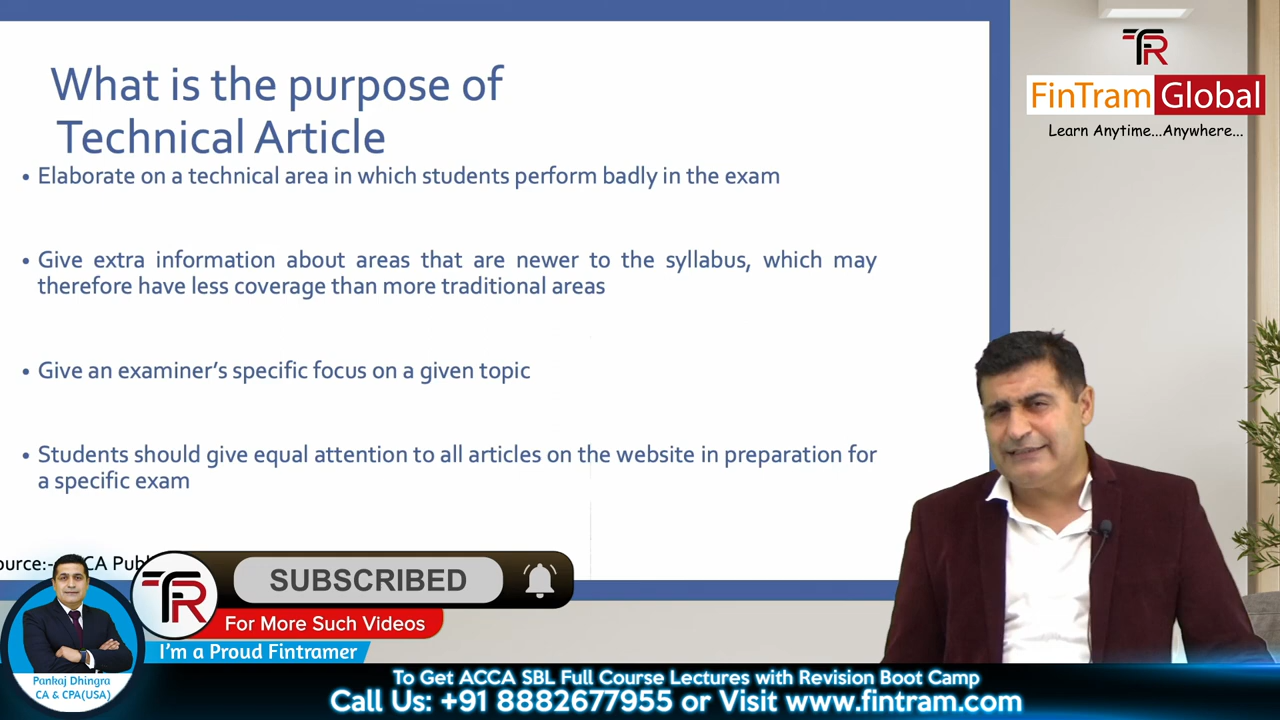 What is the purpose of
Technical Article
• Elaborate on a technical area in which students perform badly in the exam
• Give extra information about areas that are newer to the syllabus, which may
therefore have less coverage than more traditional areas
• Give an examiner's specific focus on a given topic
• Students should give equal attention to all articles on the website in preparation for
a specific exam
TR
FinTram Global
Learn Anytime...Anywhere...
TR
SUBSCRIBED
For More Such Videos
I'm a Proud Fintramer
Pankaj Dhingra
CA & CPA(USA)
To Get ACCA SBL Full Course Lectures with Revision Boot Camp
Call Us: +91 8882677955 or Visit www.fintram.com